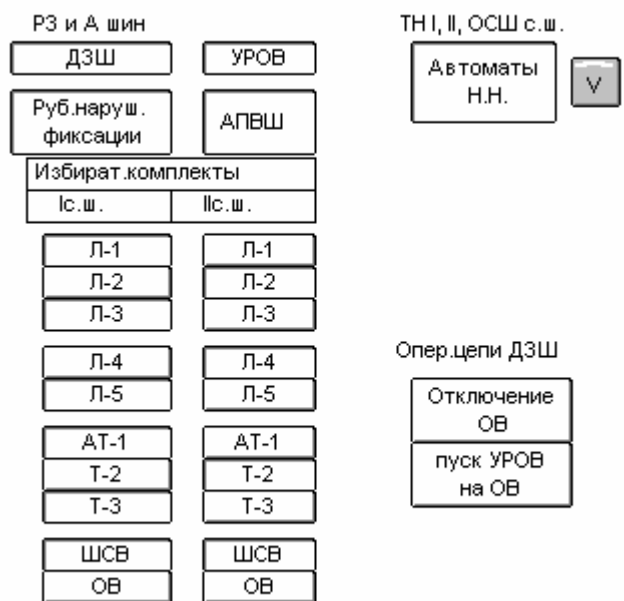 РЗ и А шин
ДЗШ
УРОВ
Руб.наруш.
фиксации
АПВШ
Избират.комплекты
Iс.ш.
IIс.ш.
Л-1
Л-1
Л-2
Л-2
Л-3
Л-3
Л-4
Л-4
Л-5
Л-5
АТ-1
АТ-1
Т-2
Т-2
Т-3
Т-3
ШСВ
ШСВ
ОВ
ОВ
ТН I, II, ОСШ с.ш.
Автоматы
Н.Н.
V
Опер.цепи ДЗШ
Отключение
ОВ
пуск УРОВ
на ОВ